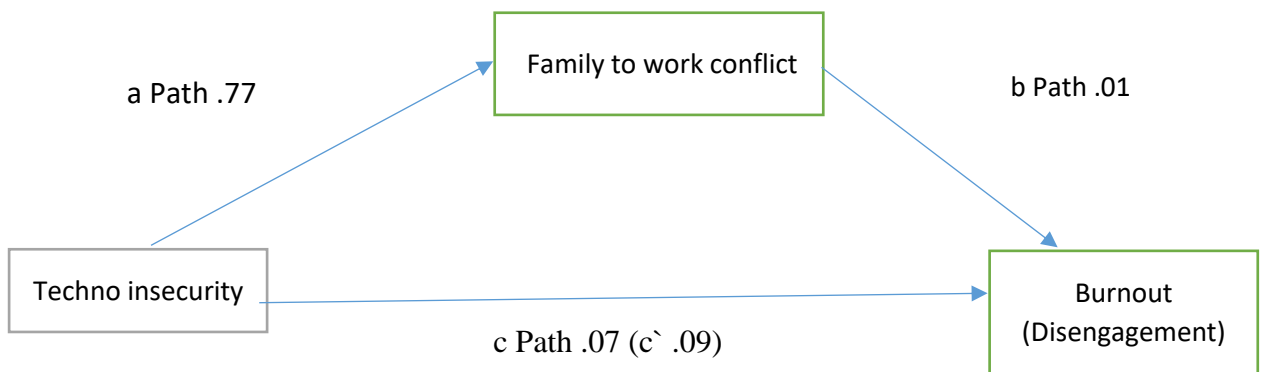 Family to work conflict
a Path .77
b Path .01
Techno insecurity
Burnout
(Disengagement)
c Path .07 (c` .09)